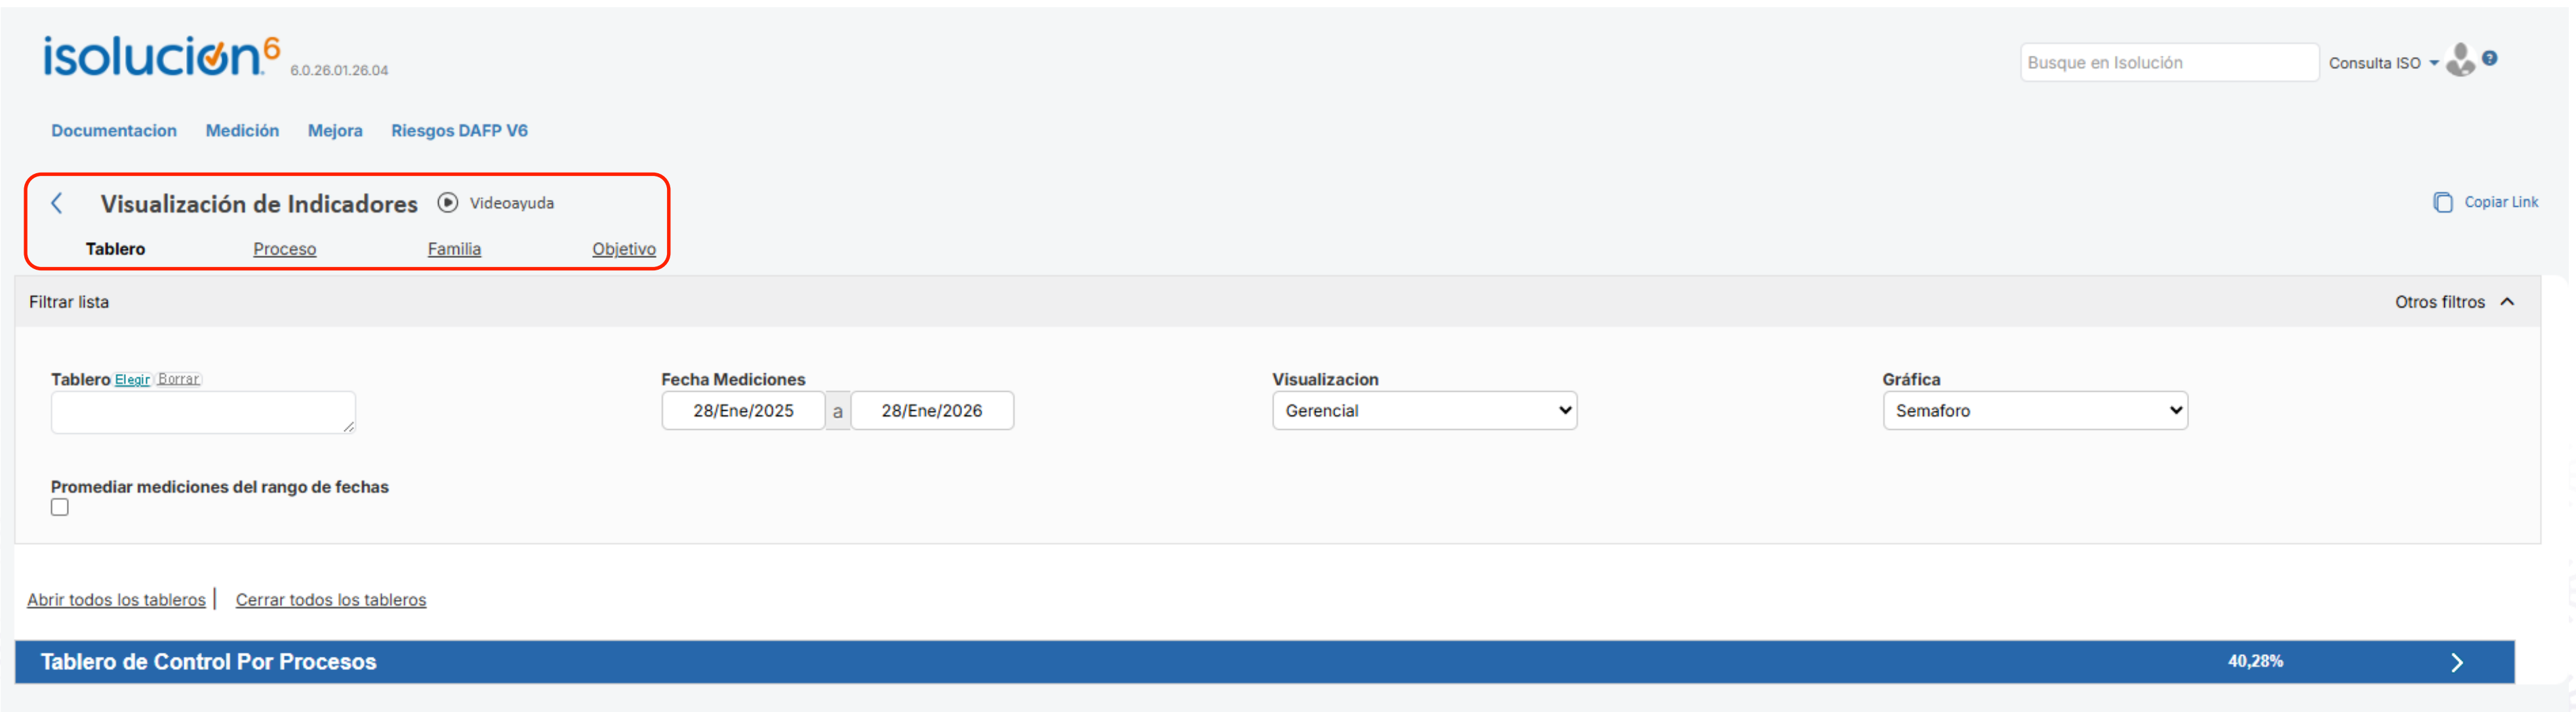 isolución 6 6.0.26.01.26.04
Busque en Isolución
Consulta ISO
?
Documentacion Medición Mejora Riesgos DAFP V6
Visualización de Indicadores Videoayuda
Copiar Link
Tablero Proceso Familia Objetivo
Filtrar lista Otros filtros
Tablero Elegir Borrar Fecha Mediciones Visualizacion Gráfica
28/Ene/2025 a 28/Ene/2026 Gerencial Semaforo
Promediar mediciones del rango de fechas
Abrir todos los tableros | Cerrar todos los tableros
Tablero de Control Por Procesos 40,28%